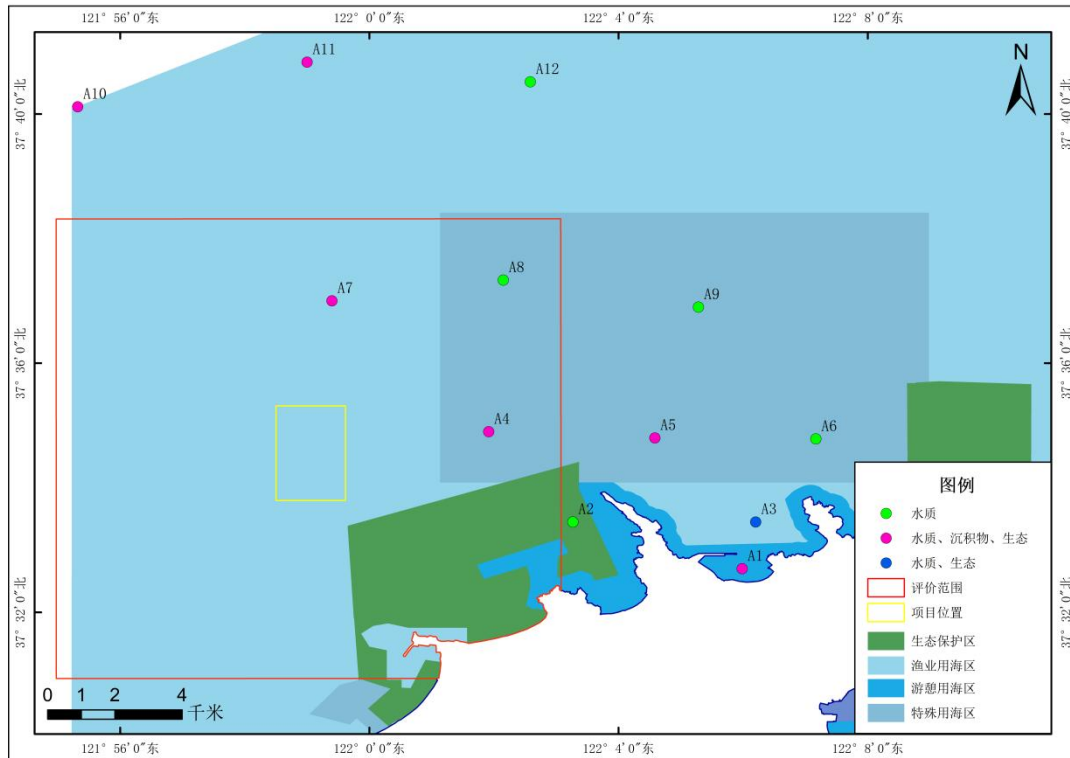 121° 56' 0"东
122° 0' 0"东
122° 4' 0"东
122° 8' 0"东
A11
A12
A10
N
37° 40' 0"北
37° 40' 0"北
A8
A7
A9
37° 36' 0"北
37° 36' 0"北
A4
A5
A6
A2
A3
A1
37° 32' 0"北
37° 32' 0"北
图例
水质
水质、沉积物、生态
水质、生态
评价范围
项目位置
生态保护区
渔业用海区
游憩用海区
特殊用海区
0 1 2 4
千米
121° 56' 0"东
122° 0' 0"东
122° 4' 0"东
122° 8' 0"东